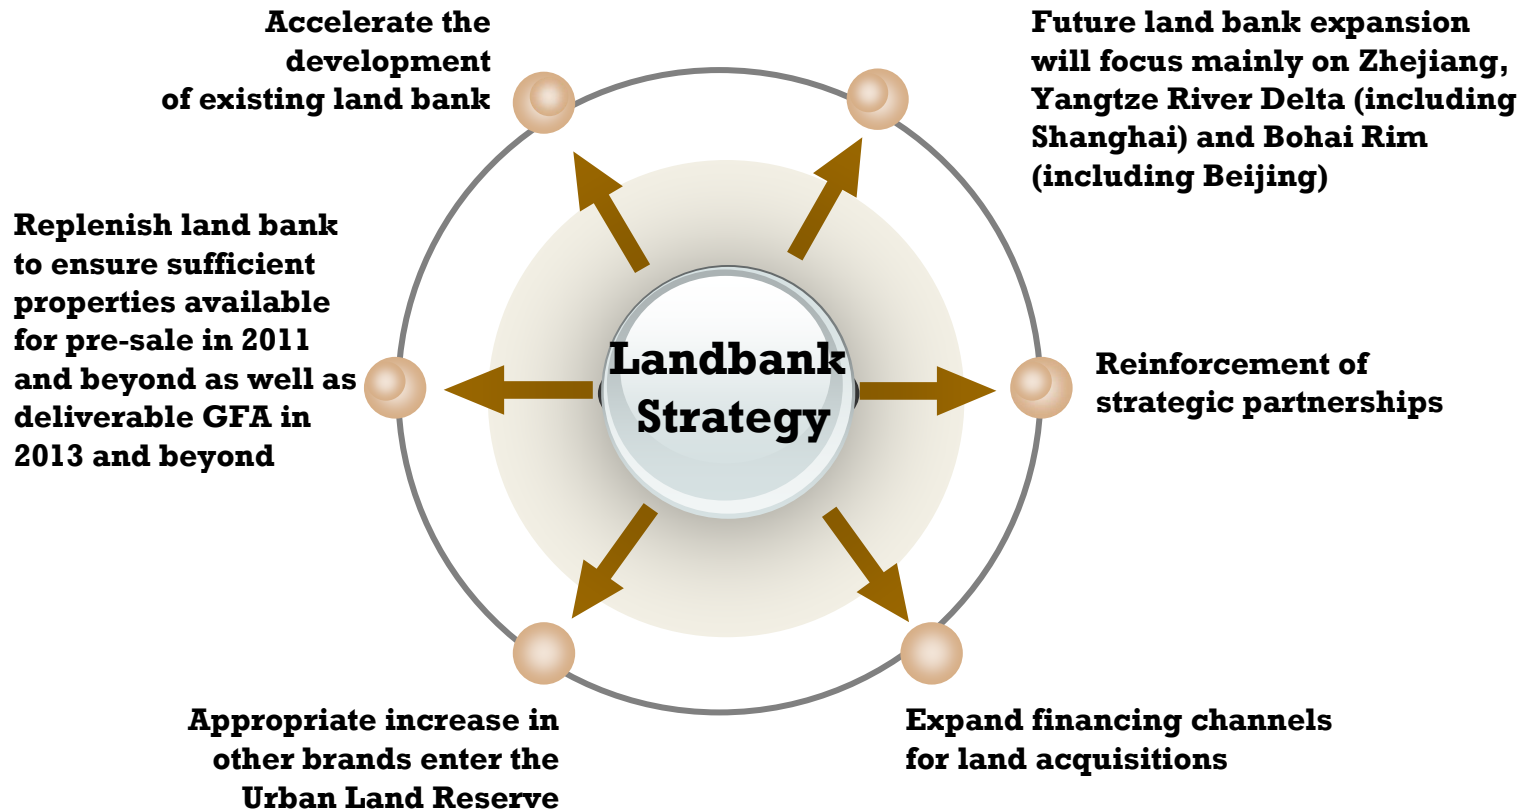 Accelerate the
development
of existing land bank
Future land bank expansion
will focus mainly on Zhejiang,
Yangtze River Delta (including
Shanghai) and Bohai Rim
(including Beijing)
Replenish land bank
to ensure sufficient
properties available
for pre-sale in 2011
and beyond as well as
deliverable GFA in
2013 and beyond
Landbank
Strategy
Reinforcement of
strategic partnerships
Appropriate increase in
other brands enter the
Urban Land Reserve
Expand financing channels
for land acquisitions